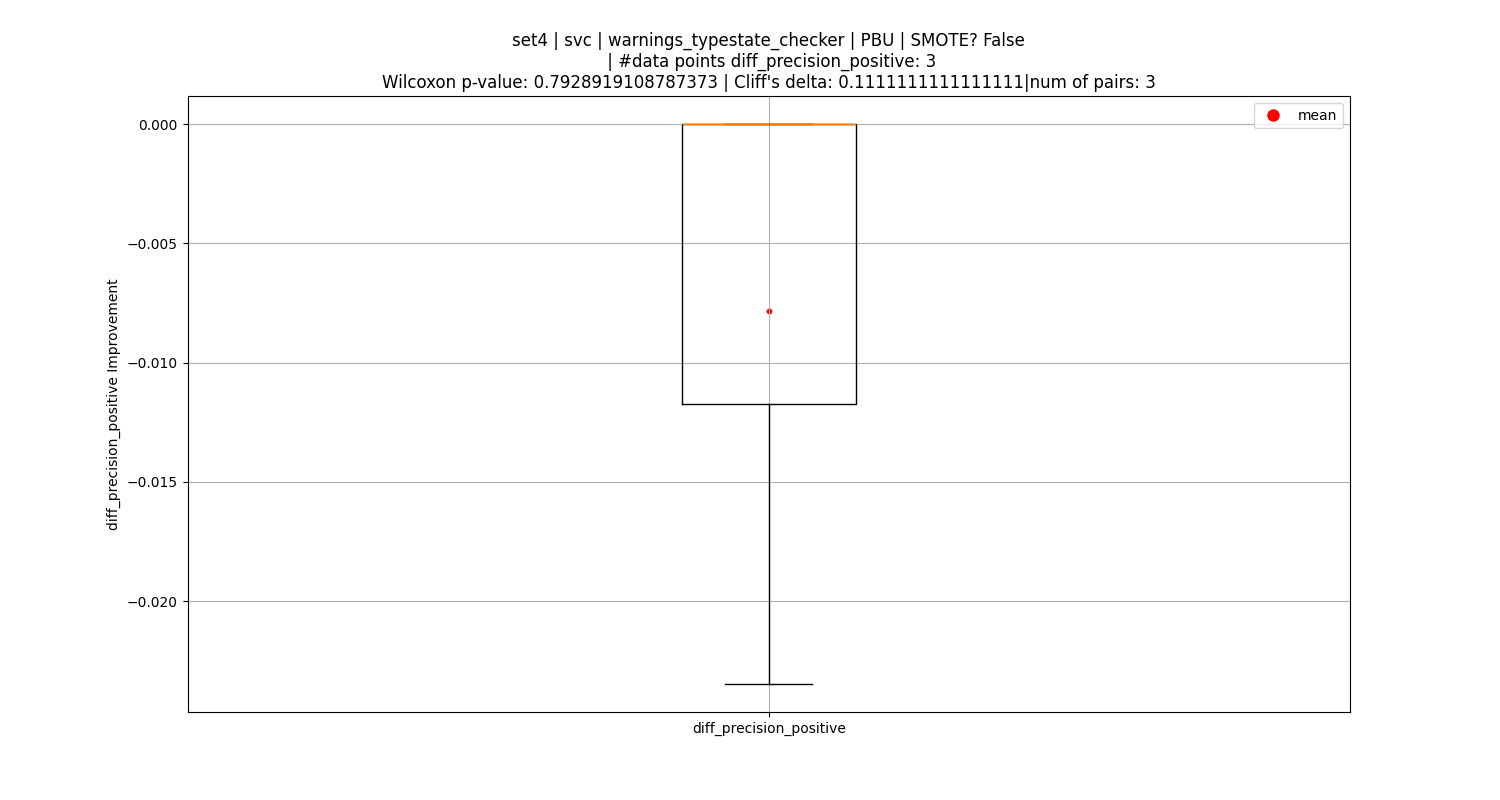 set4 | svc | warnings_typestate_checker | PBU | SMOTE? False
| #data points diff_precision_positive: 3
Wilcoxon p-value: 0.7928919108787373 | Cliff's delta: 0.1111111111111111|num of pairs: 3
mean
0.000
−0.005
−0.010
−0.015
−0.020
diff_precision_positive Improvement
diff_precision_positive